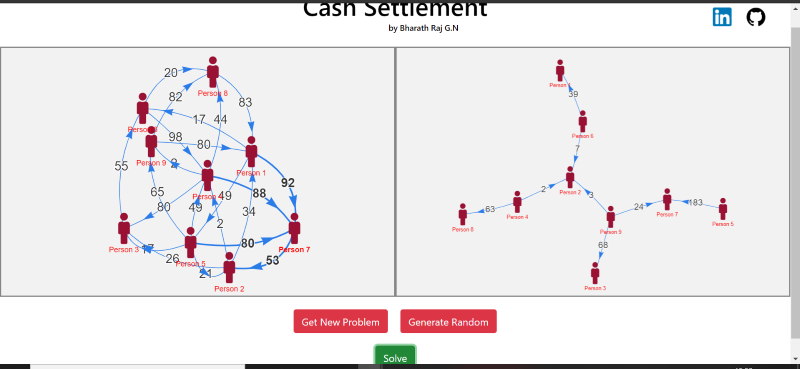 Cash Settlement
by Bharath Raj G.N
in
20
Person 8
82
83
17
44
98
80
Person 9
2
Person 1
55
92
65
49
88
80
49
34
2
Person 3
17
80
Person 7
Person 5
26
53
21
Person 2
39
Person 6
7
Person 2
2
3
63
Person 4
24
Person 7
183
Person 5
Person 8
Person 9
68
Person 3
Get New Problem
Generate Random
Solve